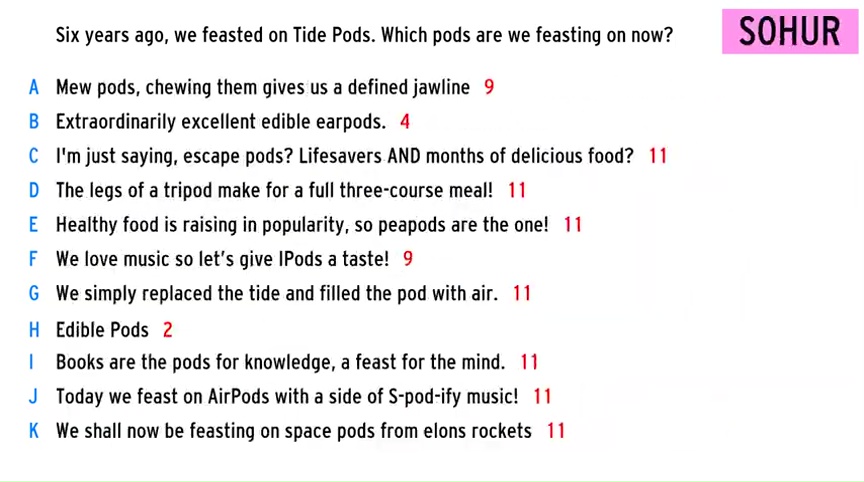 Six years ago, we feasted on Tide Pods. Which pods are we feasting on now?
SOHUR
A Mew pods, chewing them gives us a defined jawline 9
B Extraordinarily excellent edible earpods. 4
C I'm just saying, escape pods? Lifesavers AND months of delicious food? 11
D The legs of a tripod make for a full three-course meal! 11
E Healthy food is raising in popularity, so peapods are the one! 11
F We love music so let's give IPods a taste! 9
G We simply replaced the tide and filled the pod with air. 11
H Edible Pods 2
I Books are the pods for knowledge, a feast for the mind. 11
J Today we feast on AirPods with a side of S-pod-ify music! 11
K We shall now be feasting on space pods from elons rockets 11